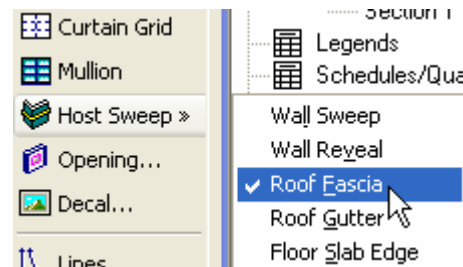 Curtain Grid
Mullion
Host Sweep »
Opening...
Decal...
Lines
Section 1
Legends
Schedules/Qua
Wall Sweep
Wall Reveal
Roof Fascia
Roof Gutter
Floor Slab Edge